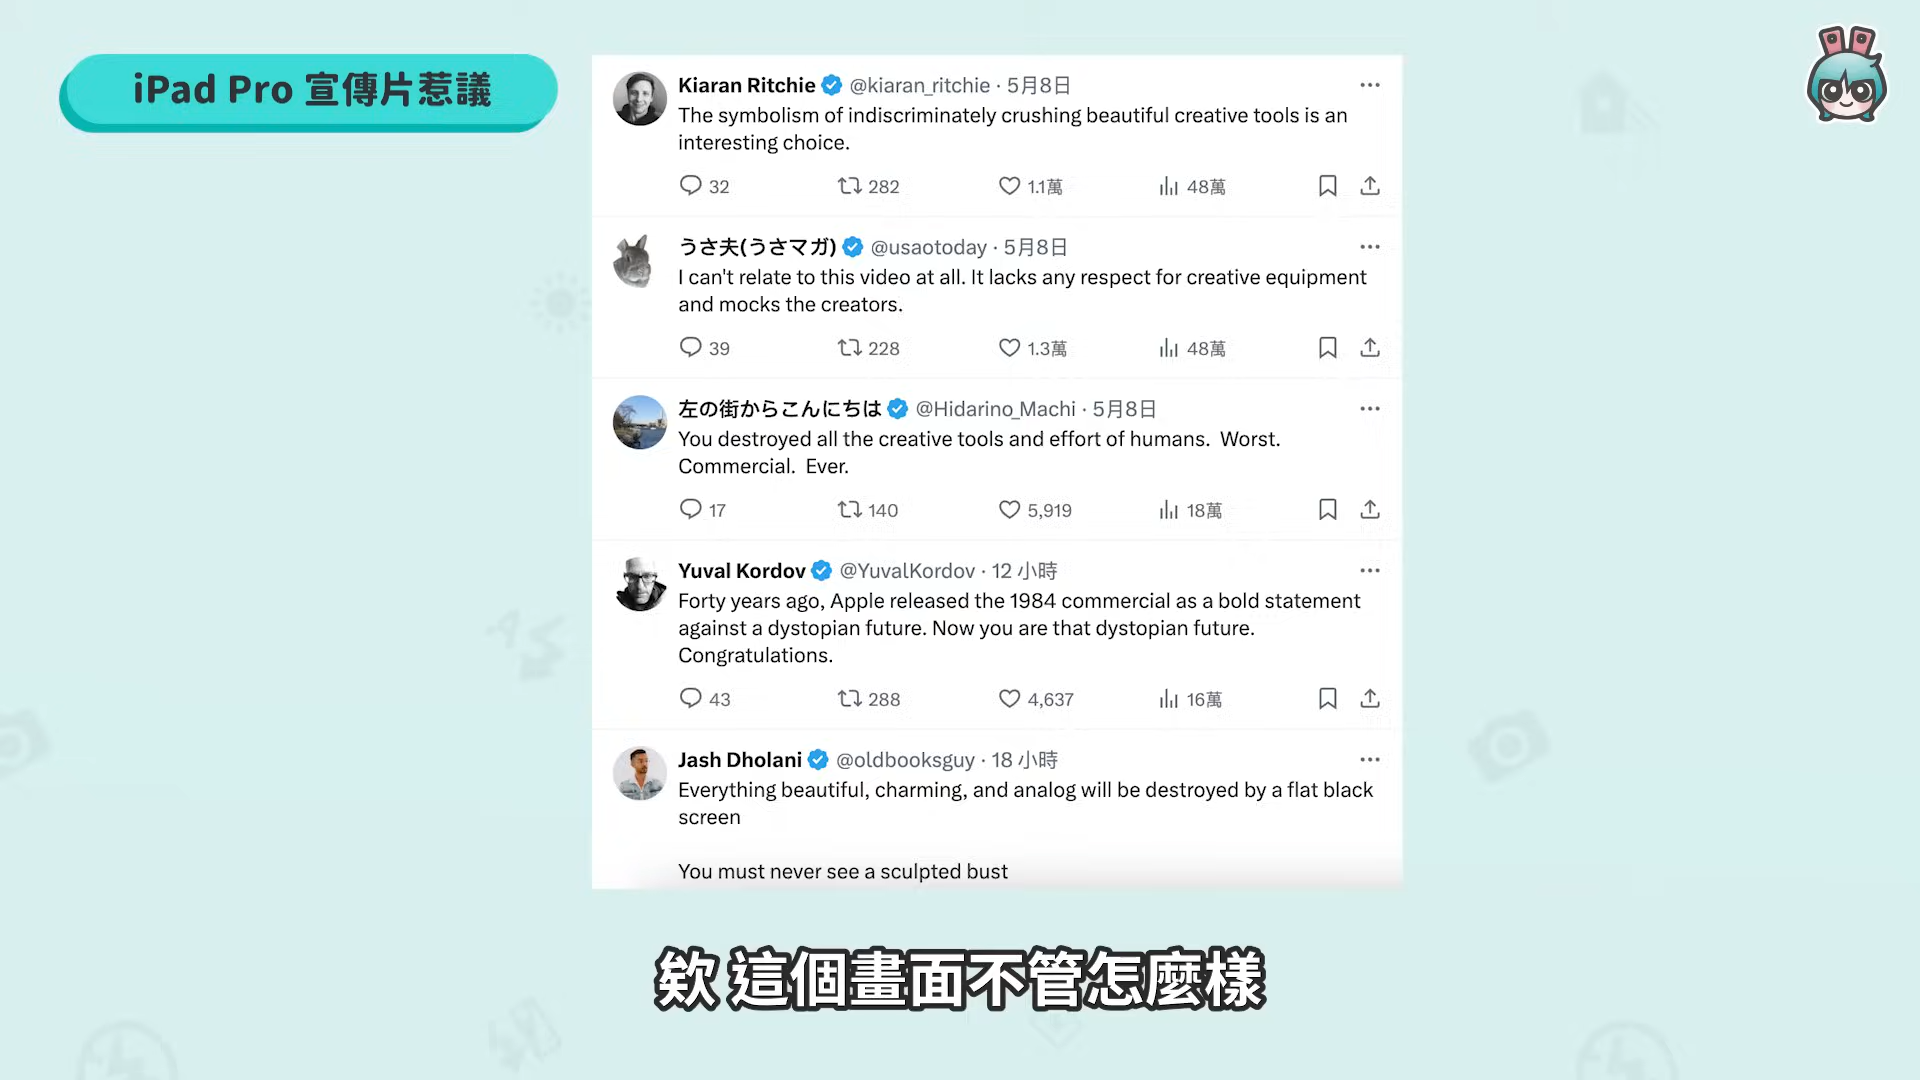 iPad Pro 宣傳片惹議
Kiaran Ritchie @kiaran_ritchie · 5月8日
The symbolism of indiscriminately crushing beautiful creative tools is an
interesting choice.
32 282 1.1萬 48萬
うさ夫(うさマガ) @usaotoday · 5月8日
I can't relate to this video at all. It lacks any respect for creative equipment
and mocks the creators.
39 228 1.3萬 48萬
左の街からこんにちは @Hidarino_Machi · 5月8日
You destroyed all the creative tools and effort of humans. Worst.
Commercial. Ever.
17 140 5,919 18萬
Yuval Kordov @YuvalKordov · 12 小時
Forty years ago, Apple released the 1984 commercial as a bold statement
against a dystopian future. Now you are that dystopian future.
Congratulations.
43 288 4,637 16萬
Jash Dholani @oldbooksguy · 18 小時
Everything beautiful, charming, and analog will be destroyed by a flat black
screen
You must never see a sculpted bust
欸 這個畫面不管怎麼樣